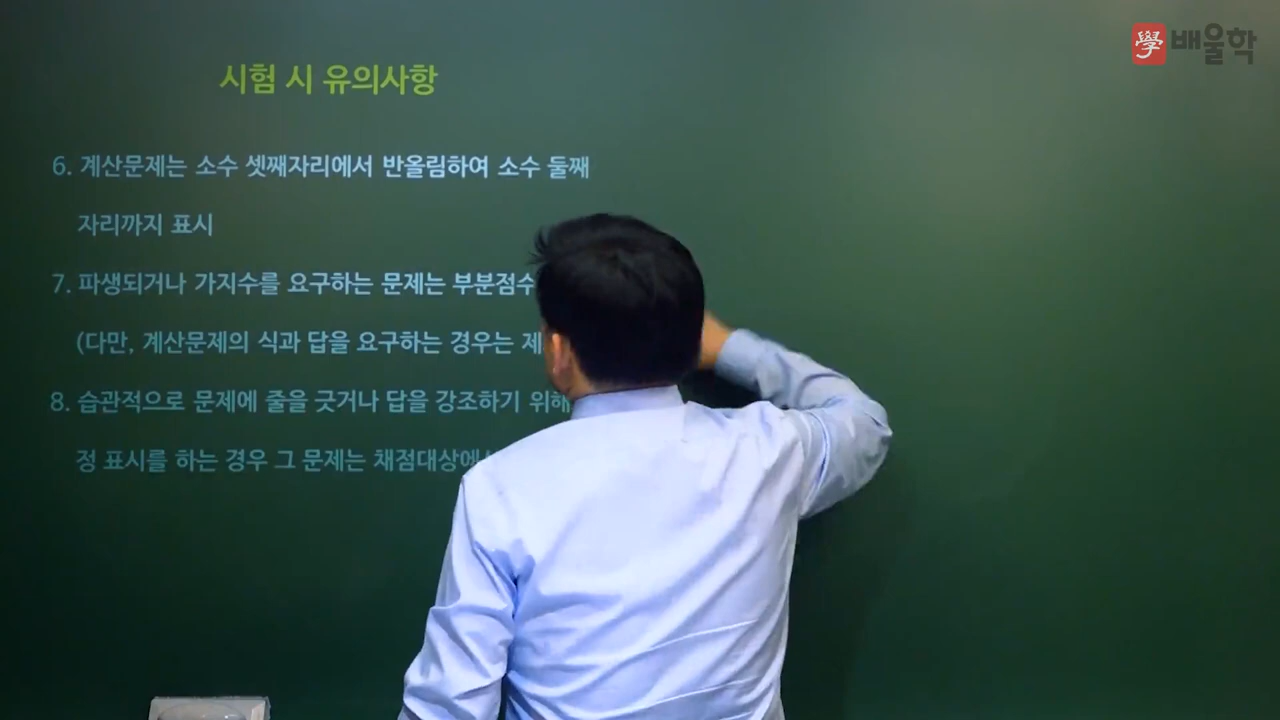 學 배울학
시험 시 유의사항
6. 계산문제는 소수 셋째자리에서 반올림하여 소수 둘째
자리까지 표시
7. 파생되거나 가지수를 요구하는 문제는 부분점수
(다만, 계산문제의 식과 답을 요구하는 경우는 제
8. 습관적으로 문제에 줄을 긋거나 답을 강조하기 위해
정 표시를 하는 경우 그 문제는 채점대상에서